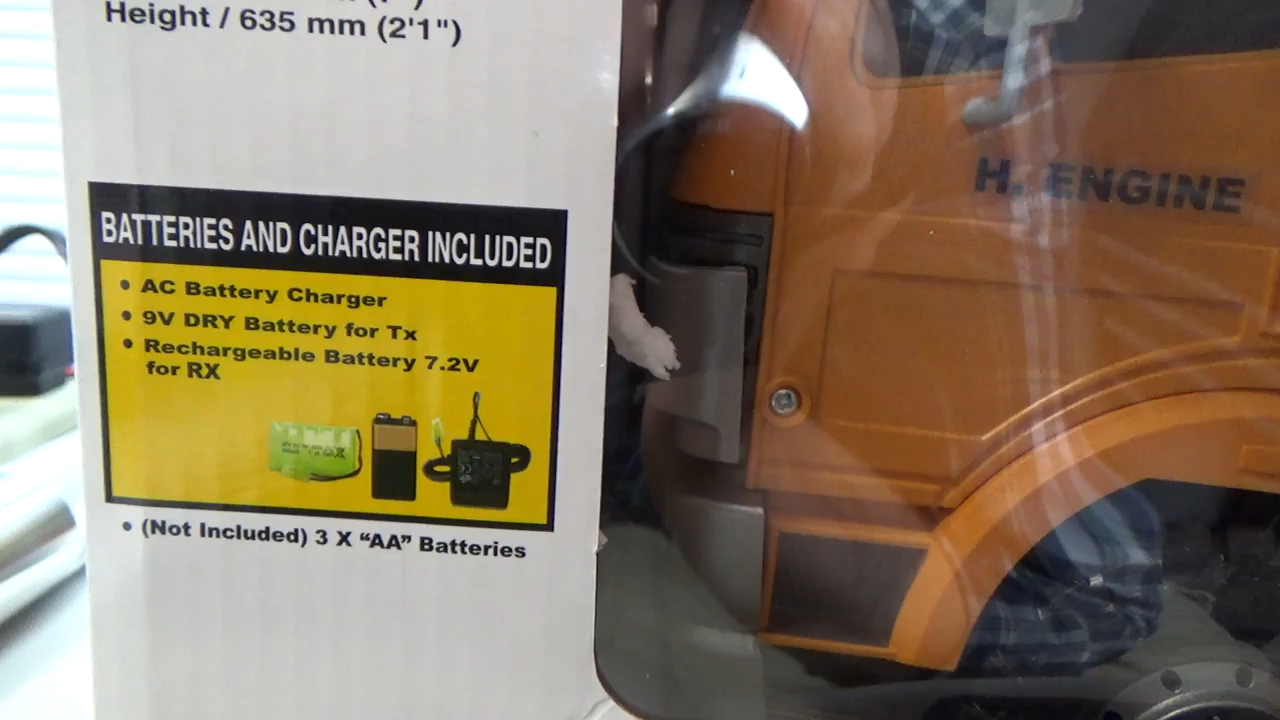 Height / 635 mm (2'1")
BATTERIES AND CHARGER INCLUDED
• AC Battery Charger
• 9V DRY Battery for Tx
• Rechargeable Battery 7.2V
for RX
• (Not Included) 3 X “AA” Batteries
H. ENGINE